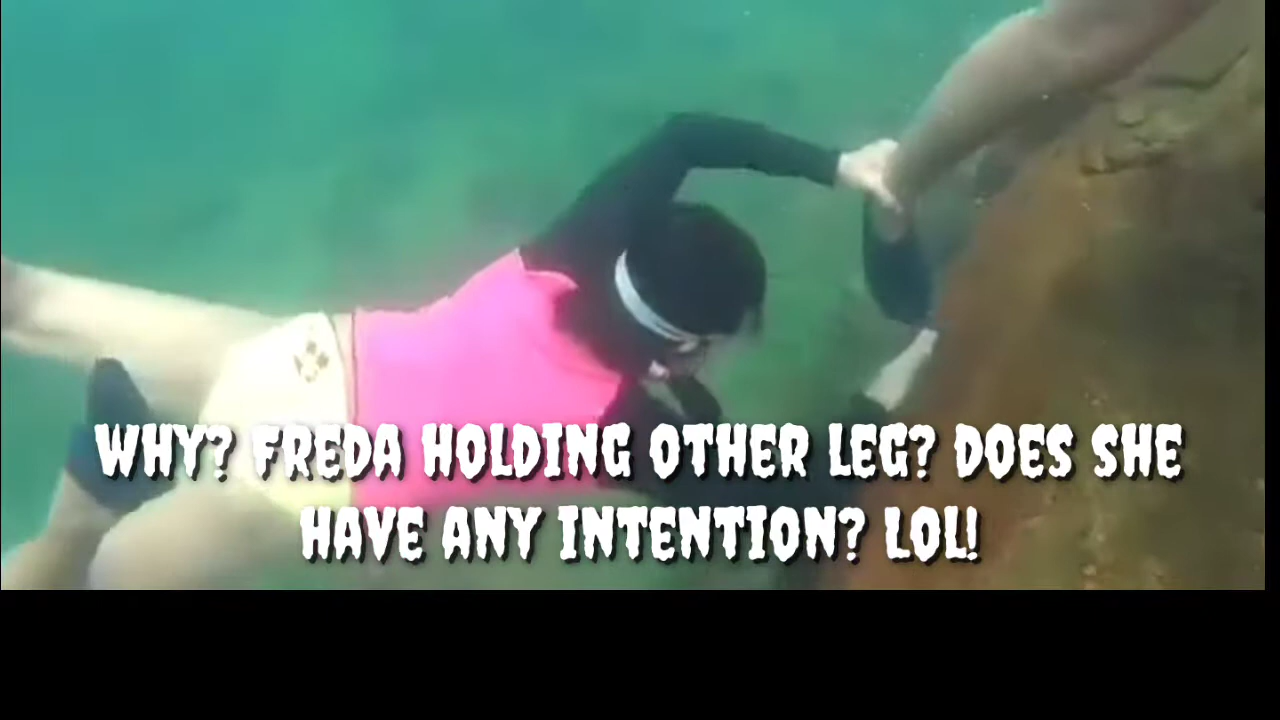 WHY? FREDA HOLDING OTHER LEG? DOES SHE
HAVE ANY INTENTION? LOL!